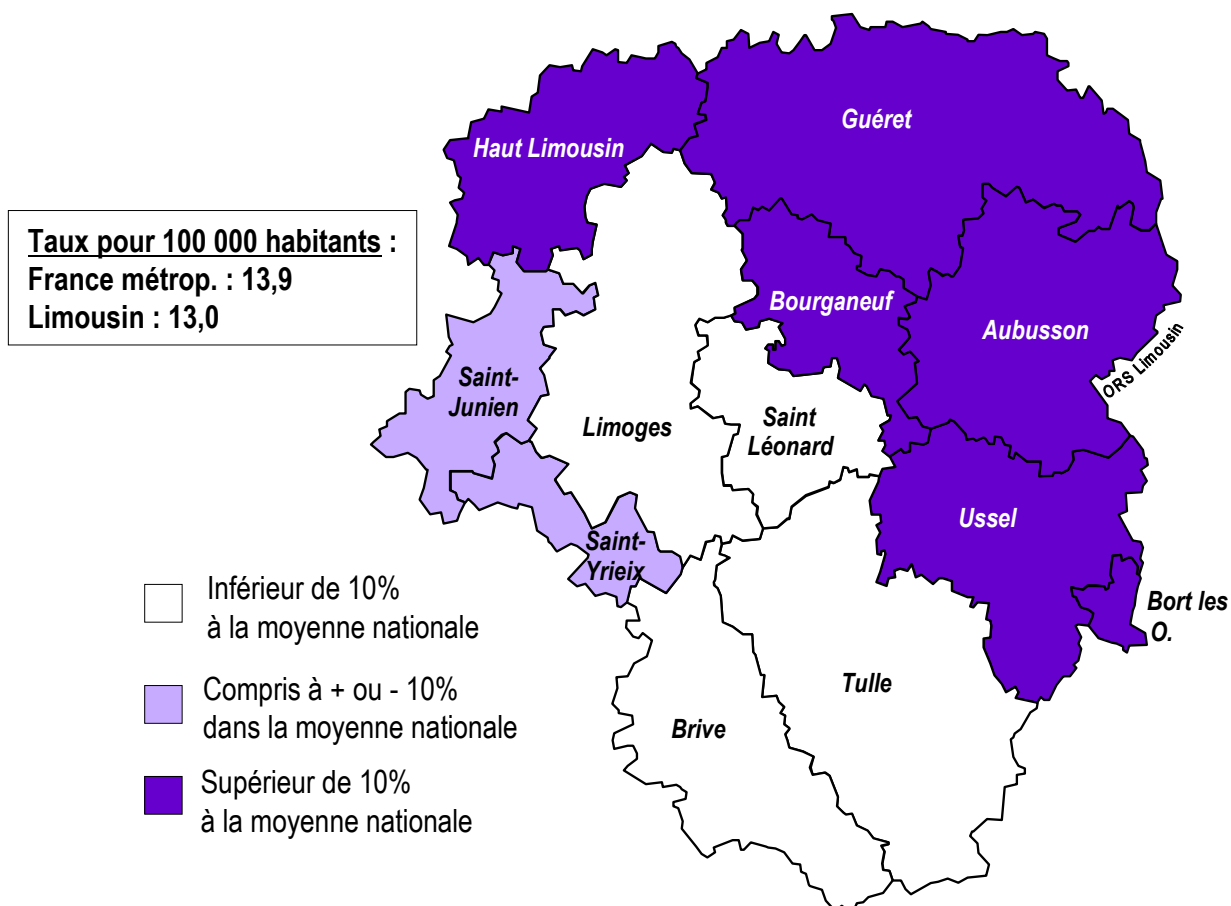 Guéret
Haut Limousin
Taux pour 100 000 habitants :
France métrop. : 13,9
Limousin : 13,0
Bourganeuf
Aubusson
ORS Limousin
Saint-
Junien
Limoges
Saint
Léonard
Ussel
Saint-
Yrieix
Bort les
O.
Tulle
Brive
Inférieur de 10%
à la moyenne nationale
Compris à + ou - 10%
dans la moyenne nationale
Supérieur de 10%
à la moyenne nationale